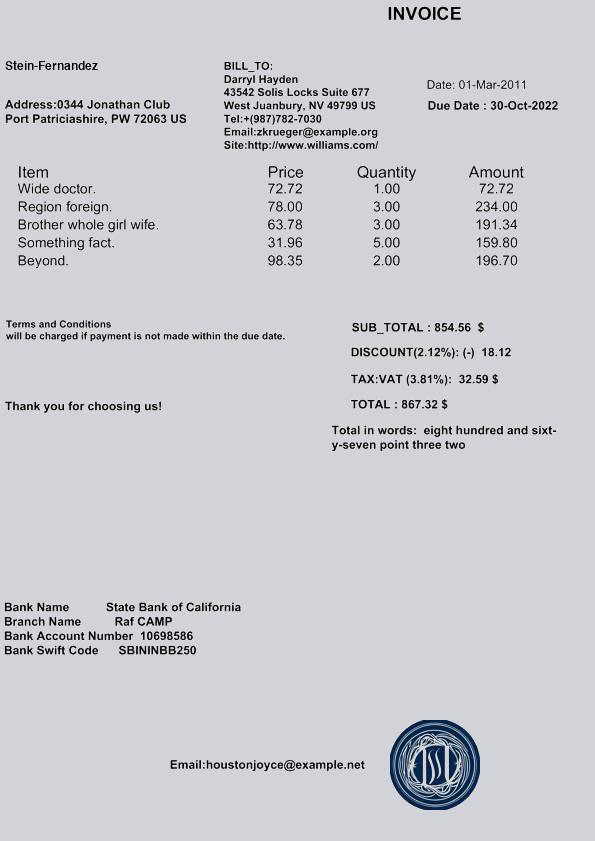 INVOICE
Stein-Fernandez
Address:0344 Jonathan Club
Port Patriciashire, PW 72063 US
BILL_TO:
Darryl Hayden
43542 Solis Locks Suite 677
West Juanbury, NV 49799 US
Tel:+(987)782-7030
Email:zkrueger@example.org
Site:http://www.williams.com/
Date: 01-Mar-2011
Due Date : 30-Oct-2022
Item Price Quantity Amount
Wide doctor. 72.72 1.00 72.72
Region foreign. 78.00 3.00 234.00
Brother whole girl wife. 63.78 3.00 191.34
Something fact. 31.96 5.00 159.80
Beyond. 98.35 2.00 196.70
Terms and Conditions
will be charged if payment is not made within the due date.
SUB_TOTAL : 854.56 $
DISCOUNT(2.12%): (-) 18.12
TAX:VAT (3.81%): 32.59 $
TOTAL : 867.32 $
Thank you for choosing us!
Total in words: eight hundred and sixt-
y-seven point three two
Bank Name State Bank of California
Branch Name Raf CAMP
Bank Account Number 10698586
Bank Swift Code SBININBB250
Email:houstonjoyce@example.net